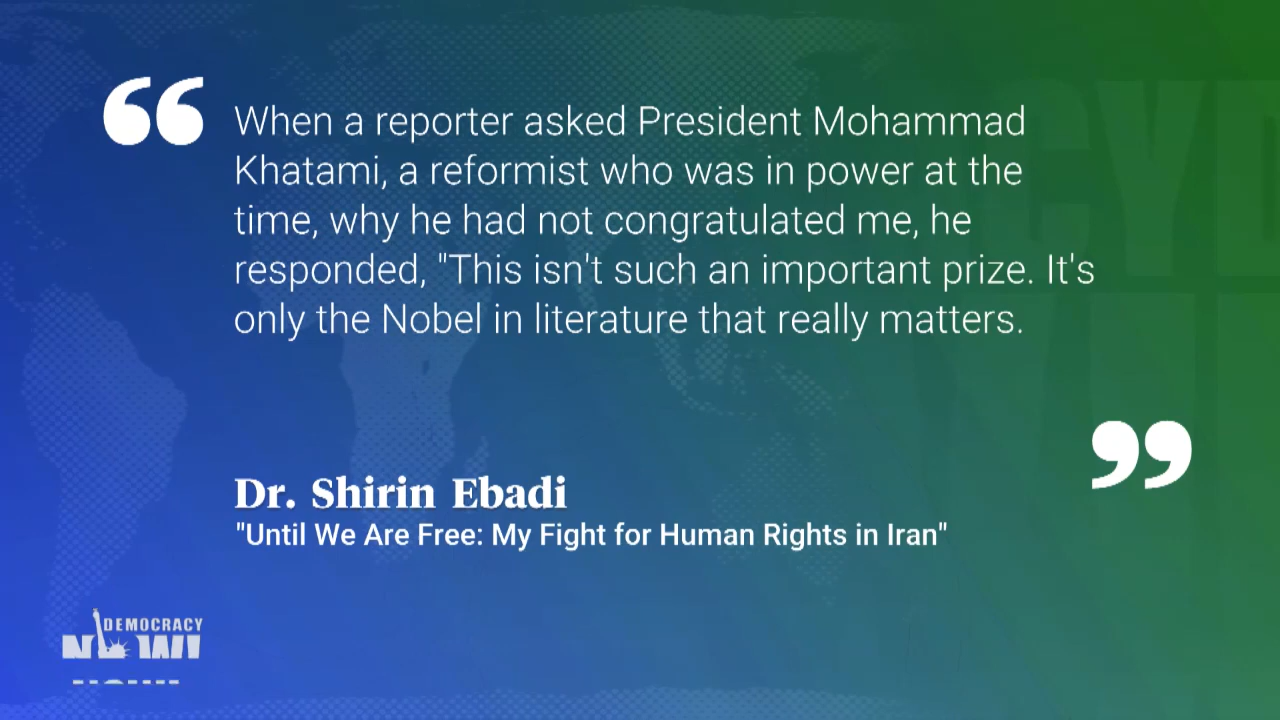 “
When a reporter asked President Mohammad
Khatami, a reformist who was in power at the
time, why he had not congratulated me, he
responded, "This isn't such an important prize. It's
only the Nobel in literature that really matters.
”
Dr. Shirin Ebadi
"Until We Are Free: My Fight for Human Rights in Iran"
DEMOCRACY
NOW!